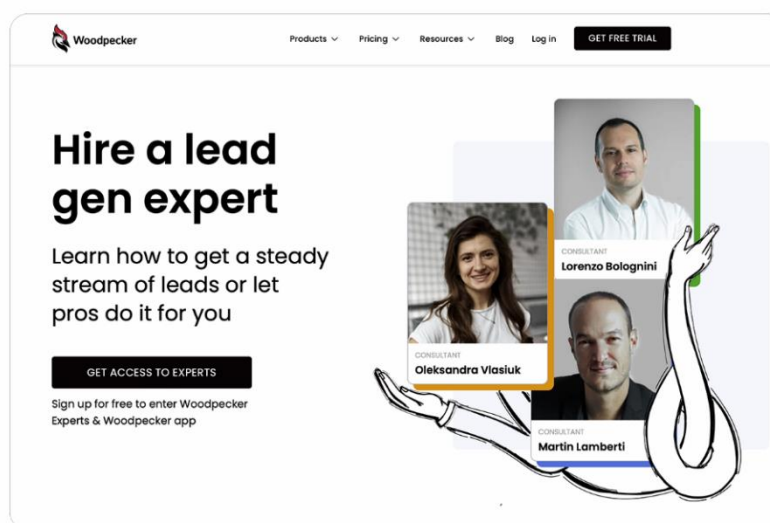 Woodpecker
Products
Pricing
Resources
Blog
Log in
GET FREE TRIAL
Hire a lead
gen expert
Learn how to get a steady
stream of leads or let
pros do it for you
GET ACCESS TO EXPERTS
Sign up for free to enter Woodpecker
Experts & Woodpecker app
CONSULTANT
Lorenzo Bolognini
CONSULTANT
Oleksandra Vlasiuk
CONSULTANT
Martin Lamberti